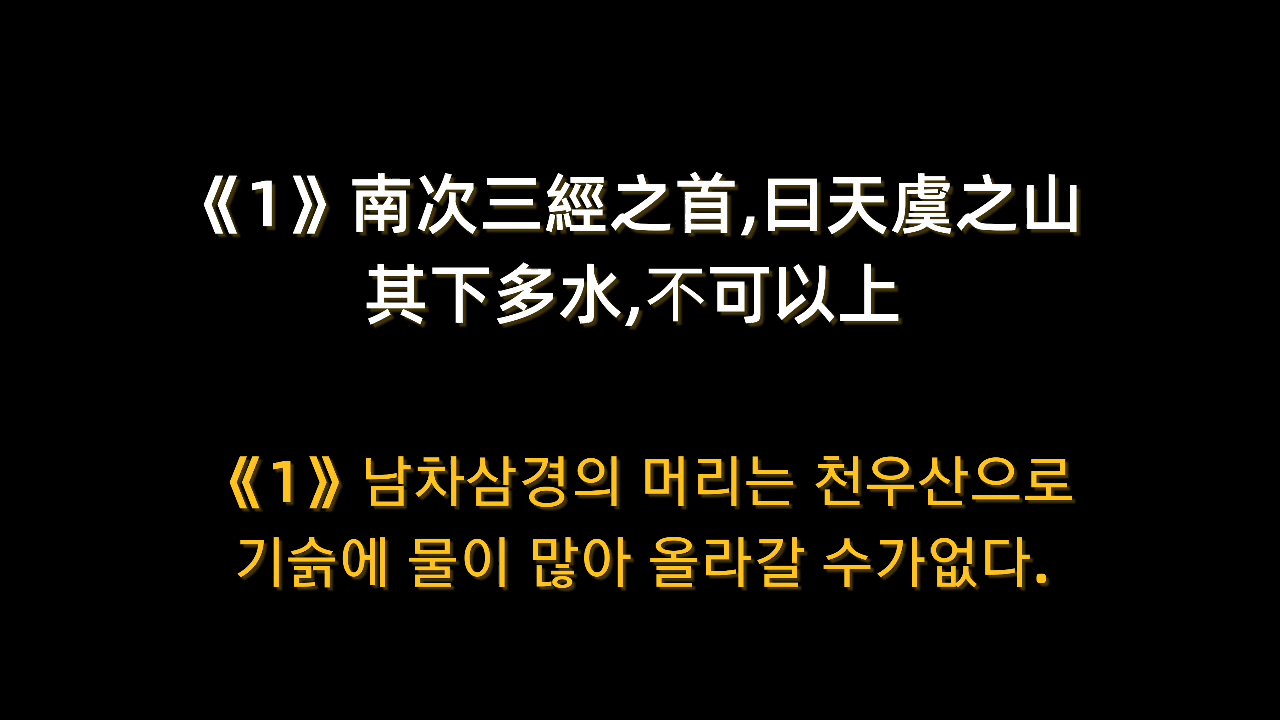 《1》南次三經之首,曰天虞之山
其下多水,不可以上
《1》남차삼경의 머리는 천우산으로
기슭에 물이 많아 올라갈 수가없다.